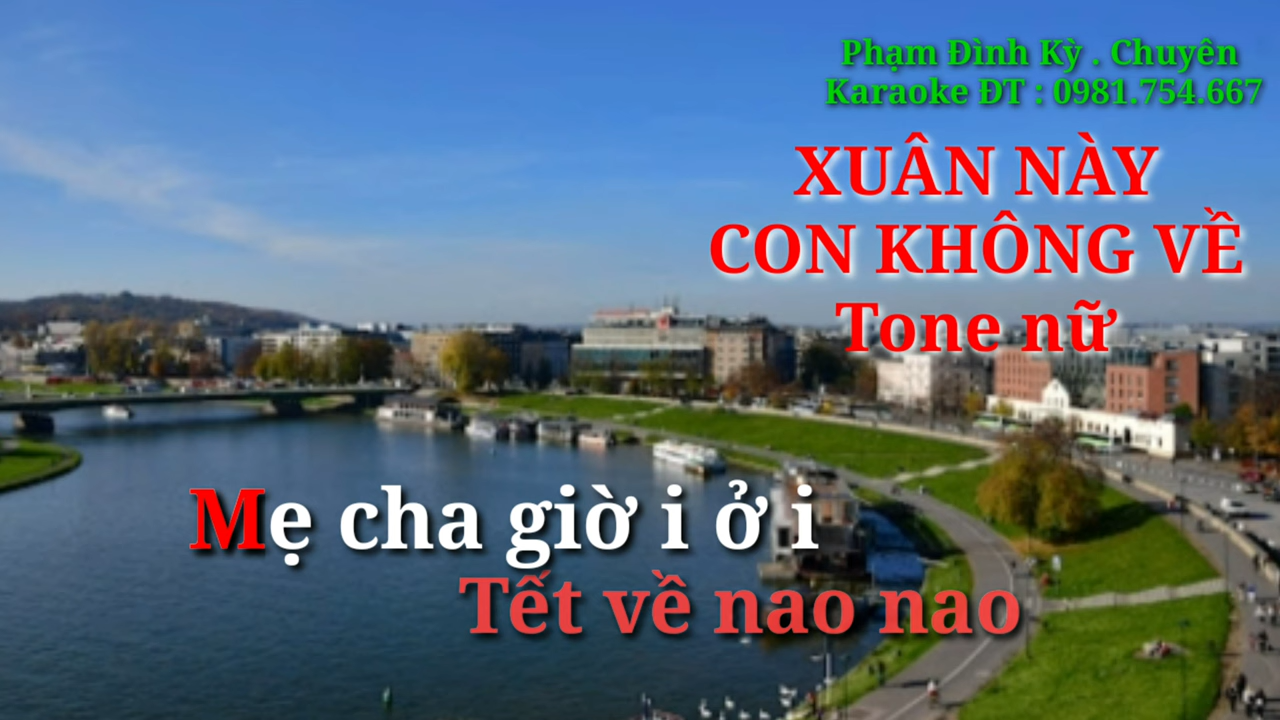 Phạm Đình Kỳ . Chuyên
Karaoke ĐT : 0981.754.667
XUÂN NÀY
CON KHÔNG VỀ
Tone nữ
Mẹ cha giờ i ở i
Tết về nao nao